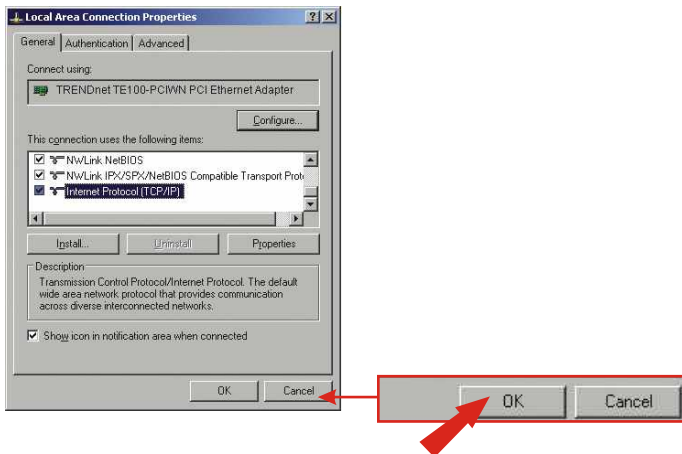 Local Area Connection Properties
General Authentication Advanced
Connect using:
TRENDnet TE100-PCIWN PCI Ethernet Adapter
Configure...
This connection uses the following items:
NWLink NetBIOS
NWLink IPX/SPX/NetBIOS Compatible Transport Proto
Internet Protocol (TCP/IP)
Install... Uninstall Properties
Description
Transmission Control Protocol/Internet Protocol. The default
wide area network protocol that provides communication
across diverse interconnected networks.
Show icon in notification area when connected
OK Cancel
OK Cancel